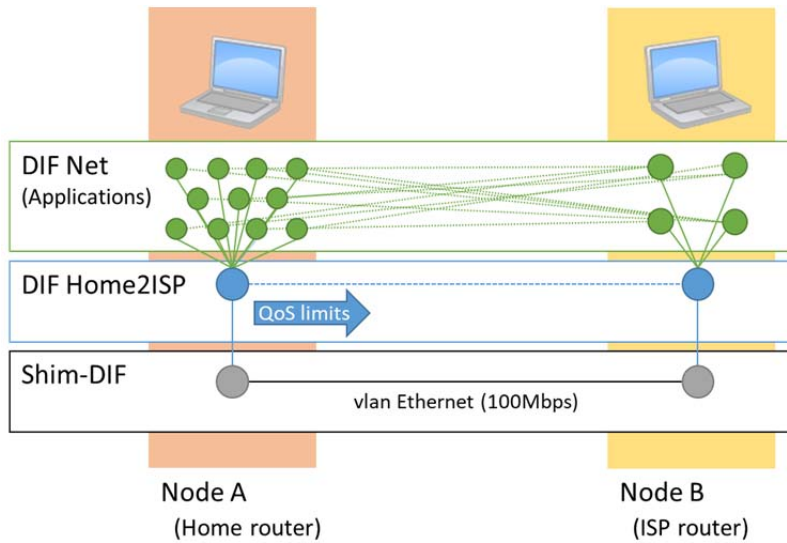 DIF Net
(Applications)
DIF Home2ISP
QoS limits
Shim-DIF
vlan Ethernet (100Mbps)
Node A
(Home router)
Node B
(ISP router)